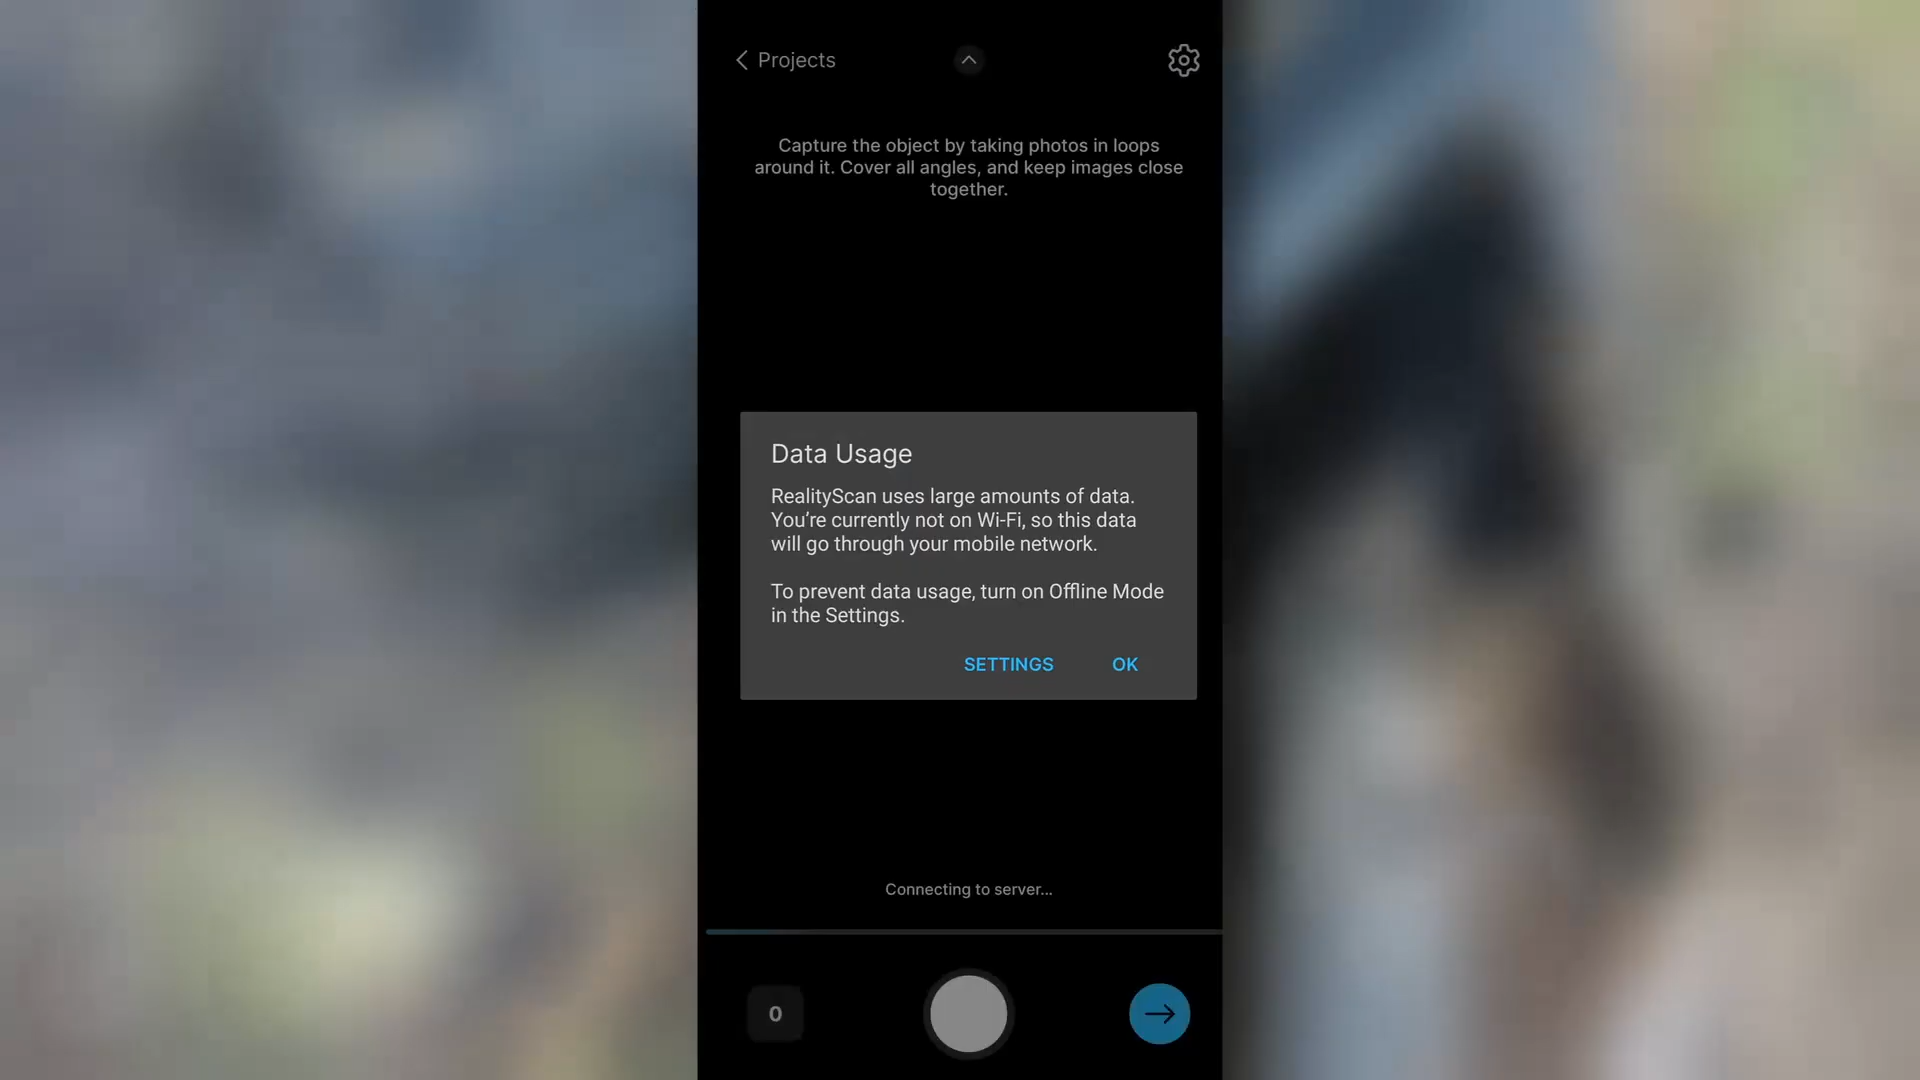 Projects
Capture the object by taking photos in loops
around it. Cover all angles, and keep images close
together.
Data Usage
RealityScan uses large amounts of data.
You’re currently not on Wi-Fi, so this data
will go through your mobile network.
To prevent data usage, turn on Offline Mode
in the Settings.
SETTINGS OK
Connecting to server...
0